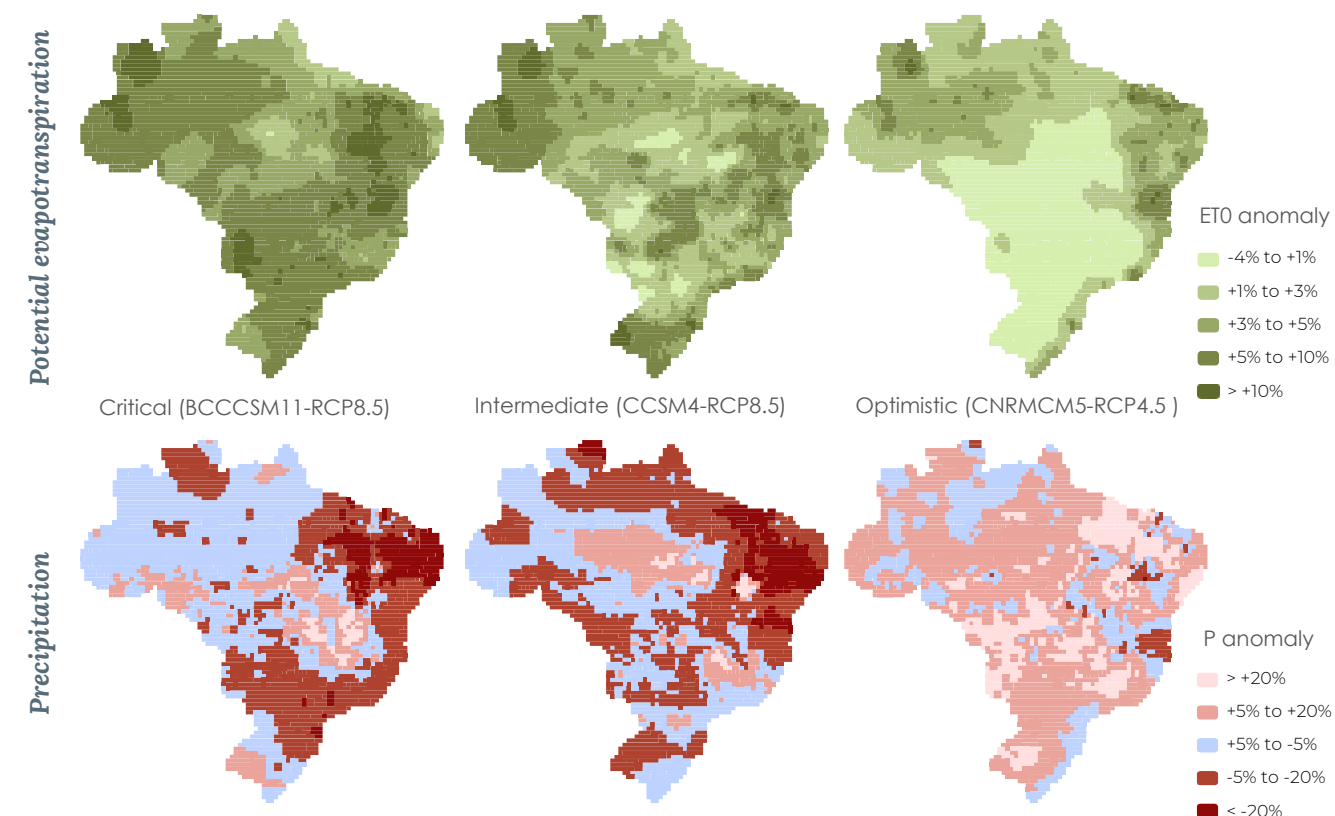 Potential evapotranspiration
ET0 anomaly
-4% to +1%
+1% to +3%
+3% to +5%
+5% to +10%
> +10%
Critical (BCCCSM11-RCP8.5)
Intermediate (CCSM4-RCP8.5)
Optimistic (CNRMCM5-RCP4.5 )
Precipitation
P anomaly
> +20%
+5% to +20%
+5% to -5%
-5% to -20%
< -20%